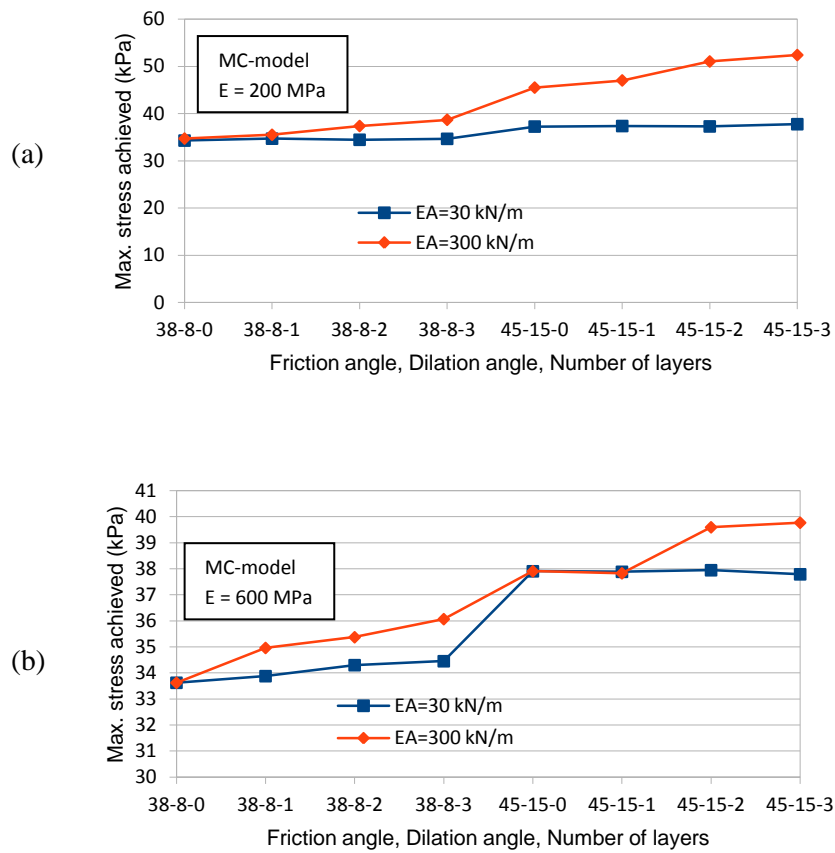 (a)
Max. stress achieved (kPa)
60
50
40
30
20
10
0
MC-model
E = 200 MPa
EA=30 kN/m
EA=300 kN/m
38-8-0 38-8-1 38-8-2 38-8-3 45-15-0 45-15-1 45-15-2 45-15-3
Friction angle, Dilation angle, Number of layers
(b)
Max. stress achieved (kPa)
41
40
39
38
37
36
35
34
33
32
31
30
MC-model
E = 600 MPa
EA=30 kN/m
EA=300 kN/m
38-8-0 38-8-1 38-8-2 38-8-3 45-15-0 45-15-1 45-15-2 45-15-3
Friction angle, Dilation angle, Number of layers